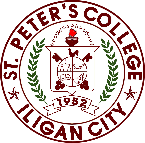 ST. PETER'S COLLEGE
1952
ILIGAN CITY